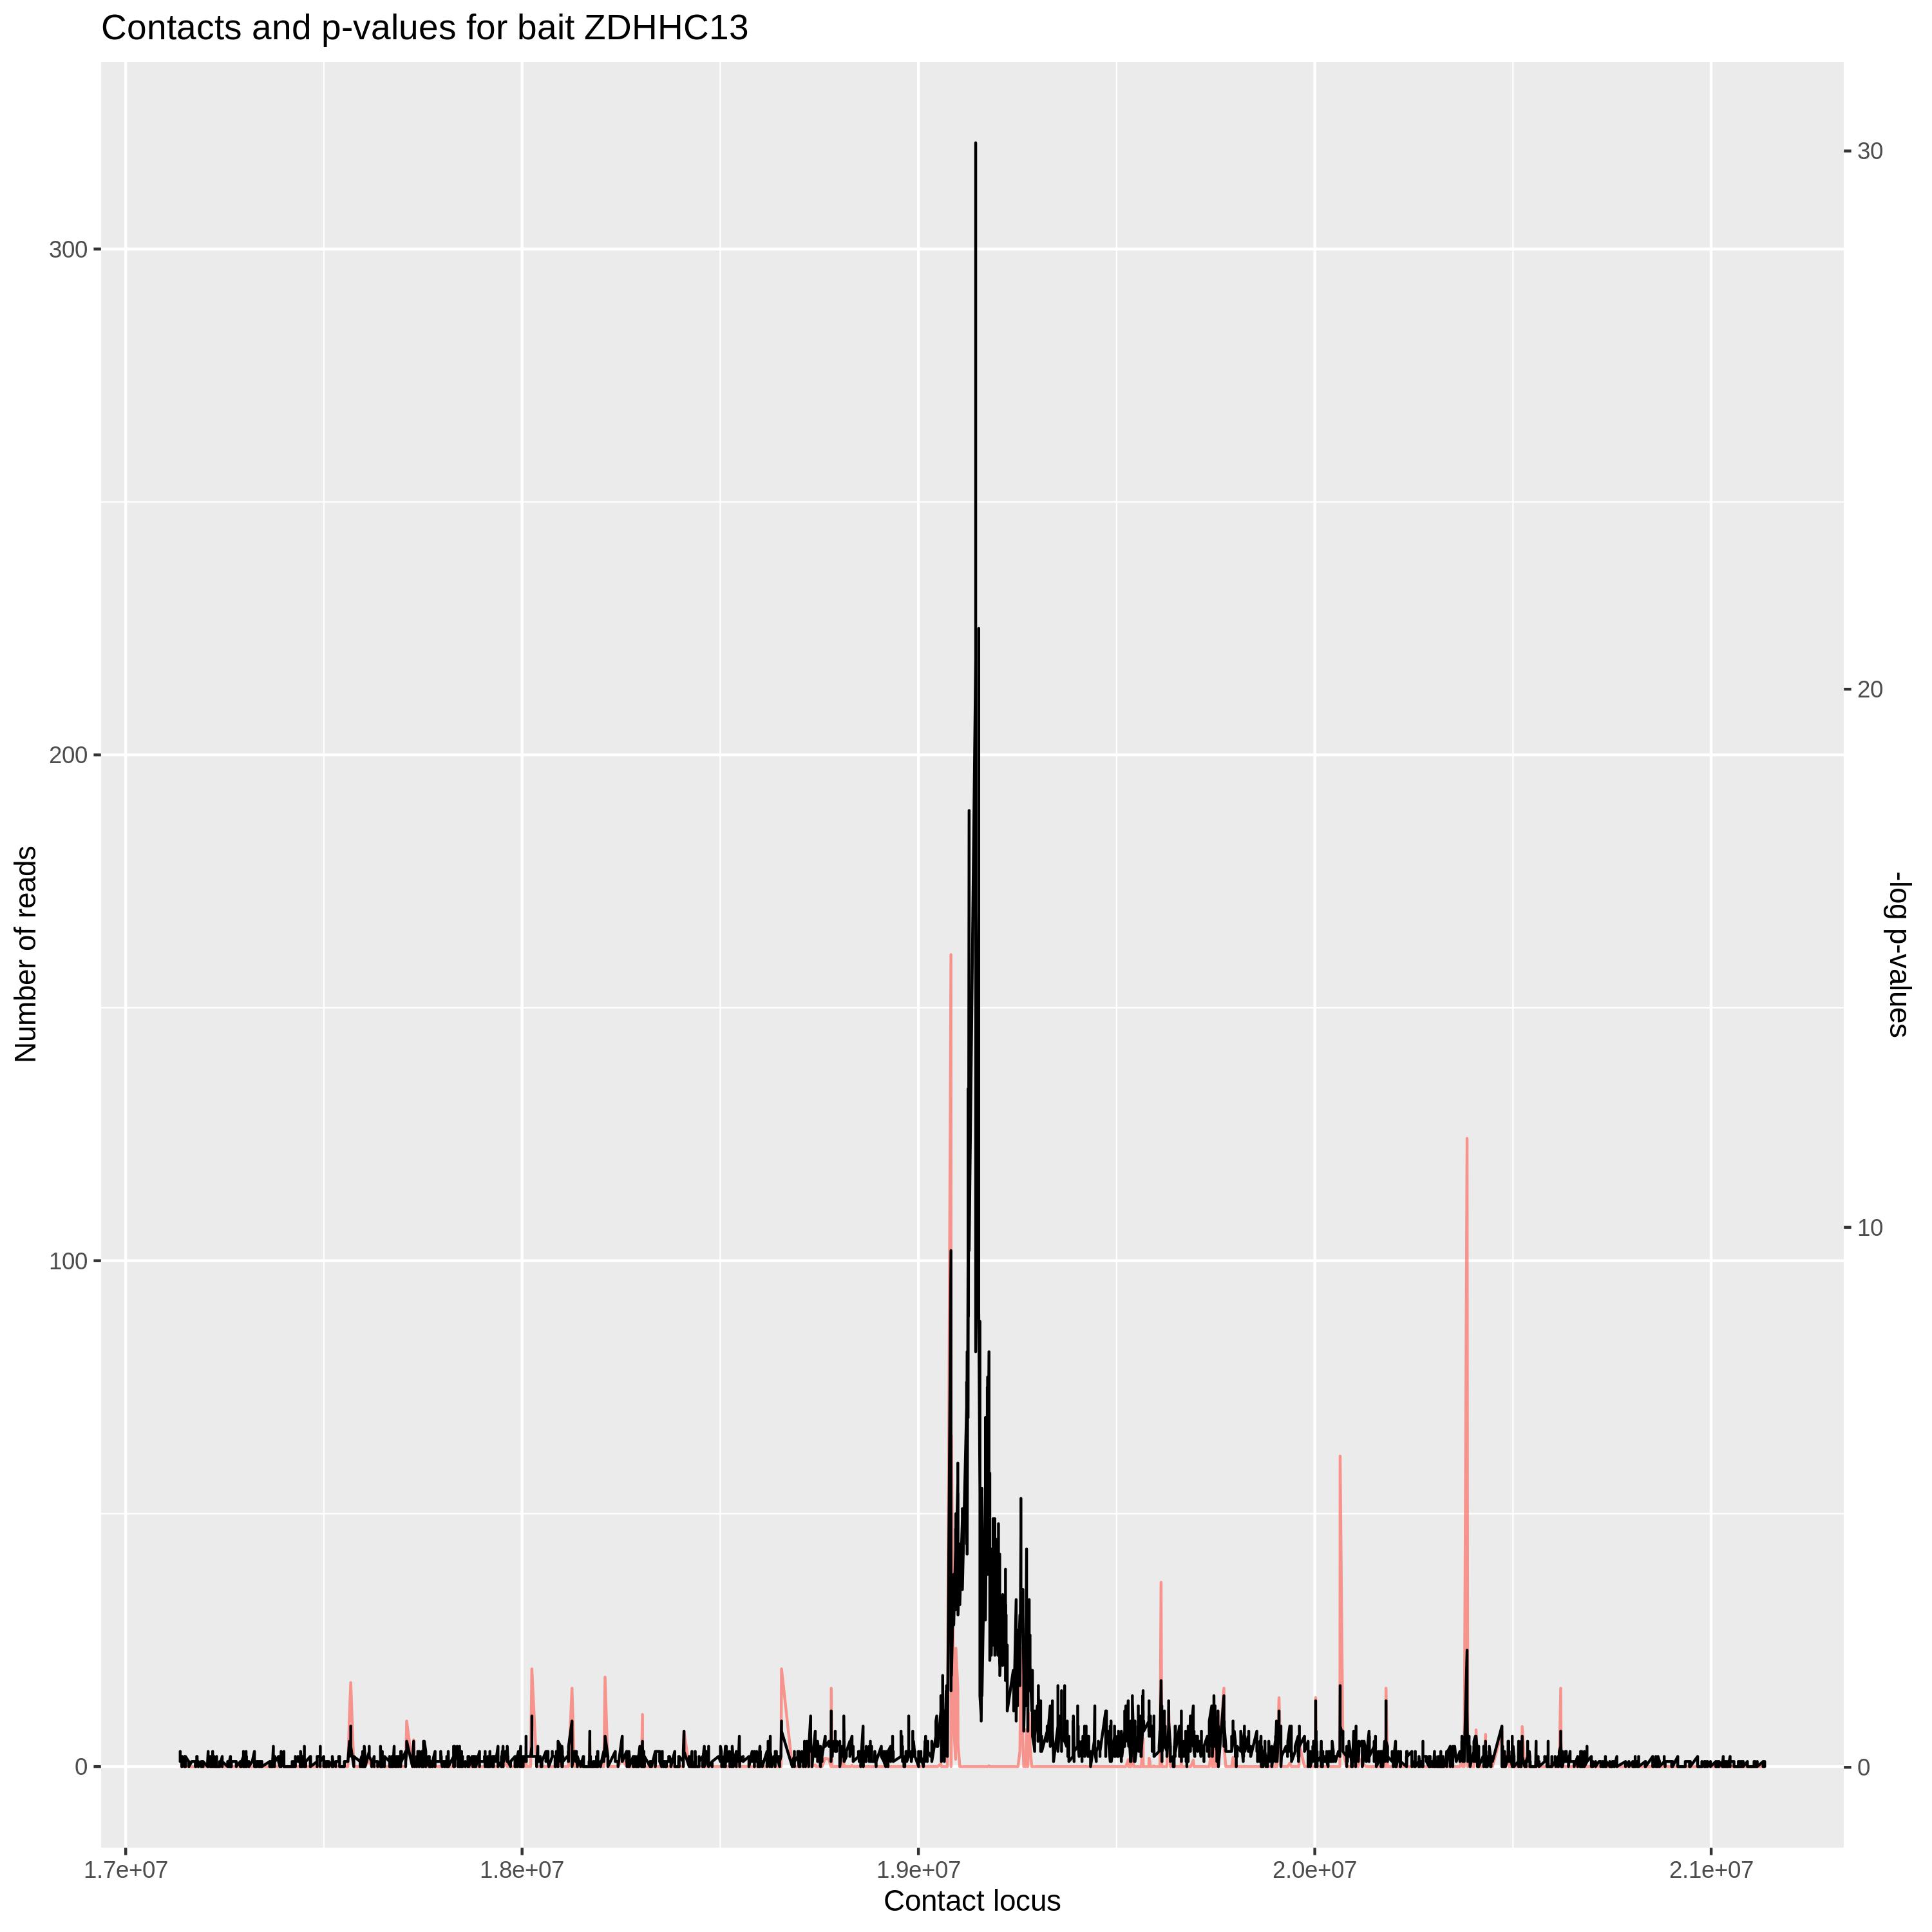 Contacts and p-values for bait ZDHHC13
300
200
100
0
Number of reads
30
20
10
0
-log p-values
1.7e+07
1.8e+07
1.9e+07
2.0e+07
2.1e+07
Contact locus